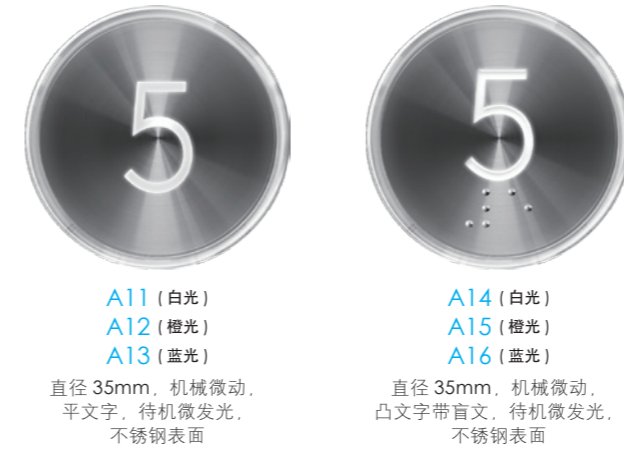 5
A11 (白光)
A12 (橙光)
A13 (蓝光)
直径 35mm, 机械微动,
平文字, 待机微发光,
不锈钢表面
5
⠼⠑
A14 (白光)
A15 (橙光)
A16 (蓝光)
直径 35mm, 机械微动,
凸文字带盲文, 待机微发光,
不锈钢表面